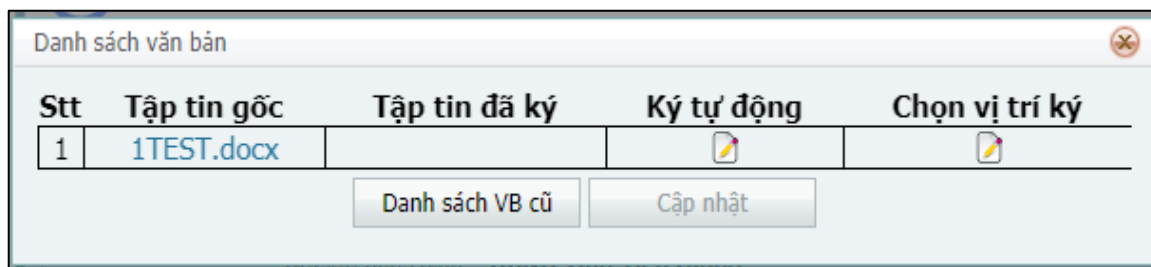 Danh sách văn bản
Stt Tập tin gốc Tập tin đã ký Ký tự động Chọn vị trí ký
1 1TEST.docx
Danh sách VB cũ Cập nhật